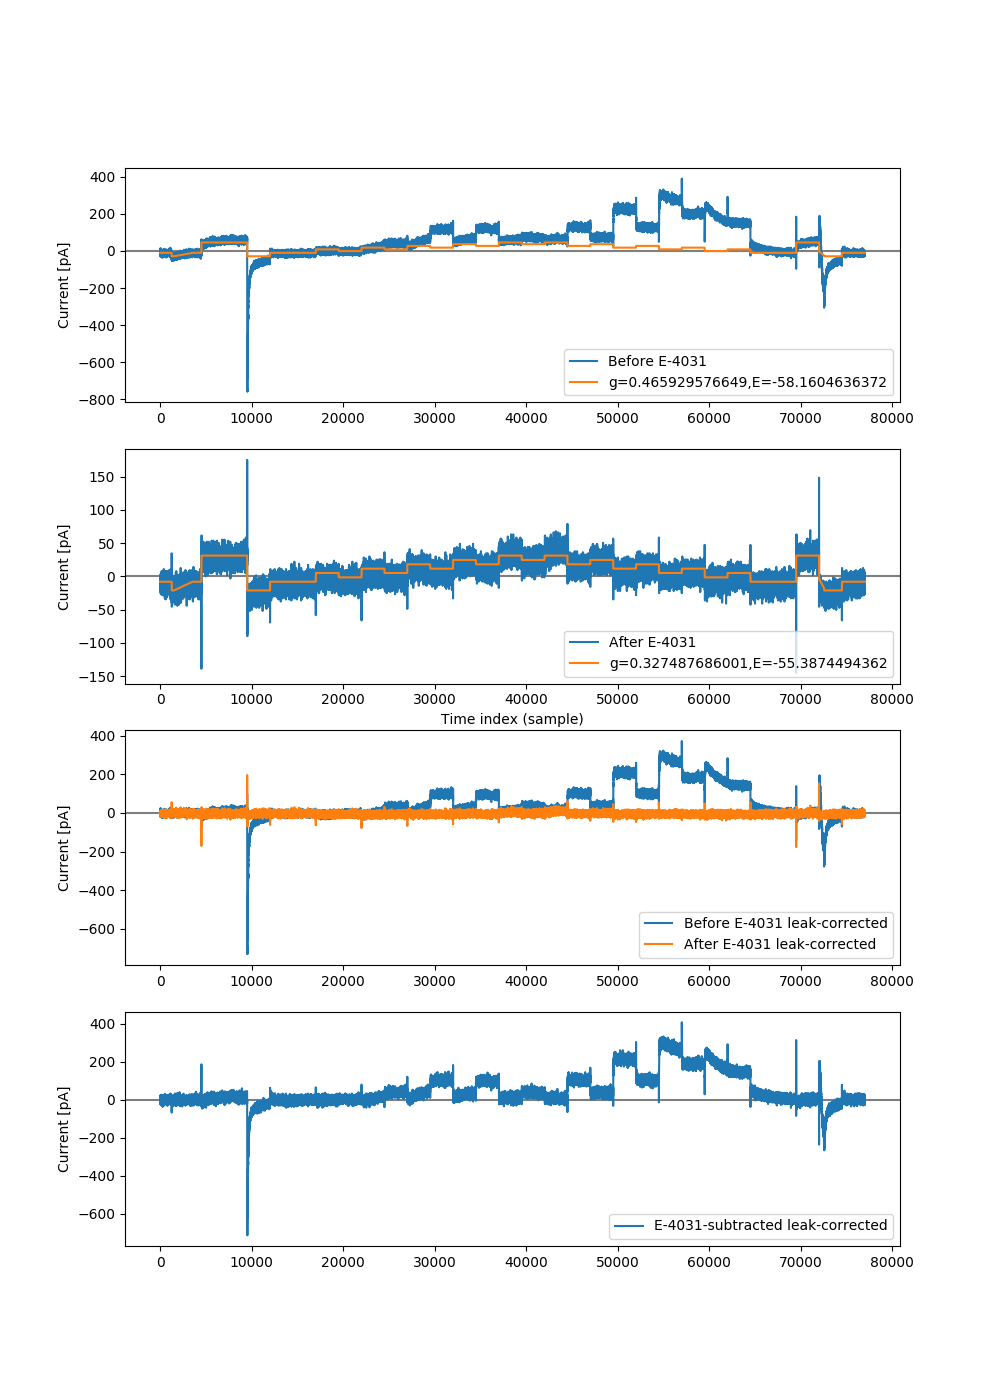 400
200
0
−200
−400
−600
−800
Current [pA]
Before E-4031
g=0.465929576649,E=-58.1604636372
0 10000 20000 30000 40000 50000 60000 70000 80000
150
100
50
0
−50
−100
−150
Current [pA]
After E-4031
g=0.327487686001,E=-55.3874494362
0 10000 20000 30000 40000 50000 60000 70000 80000
Time index (sample)
400
200
0
−200
−400
−600
Current [pA]
Before E-4031 leak-corrected
After E-4031 leak-corrected
0 10000 20000 30000 40000 50000 60000 70000 80000
400
200
0
−200
−400
−600
Current [pA]
E-4031-subtracted leak-corrected
0 10000 20000 30000 40000 50000 60000 70000 80000